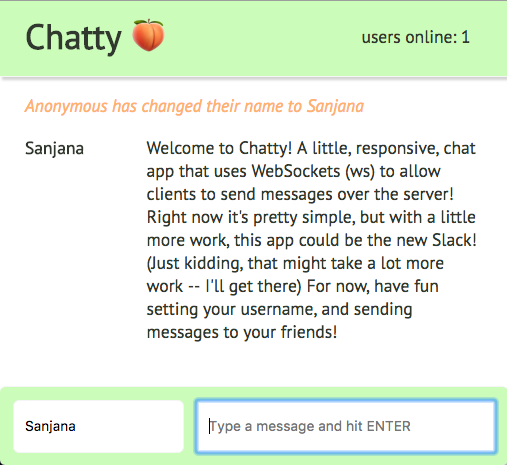 Chatty 🍑
users online: 1
Anonymous has changed their name to Sanjana
Sanjana
Welcome to Chatty! A little, responsive, chat
app that uses WebSockets (ws) to allow
clients to send messages over the server!
Right now it's pretty simple, but with a little
more work, this app could be the new Slack!
(Just kidding, that might take a lot more
work -- I'll get there) For now, have fun
setting your username, and sending
messages to your friends!
Sanjana
Type a message and hit ENTER